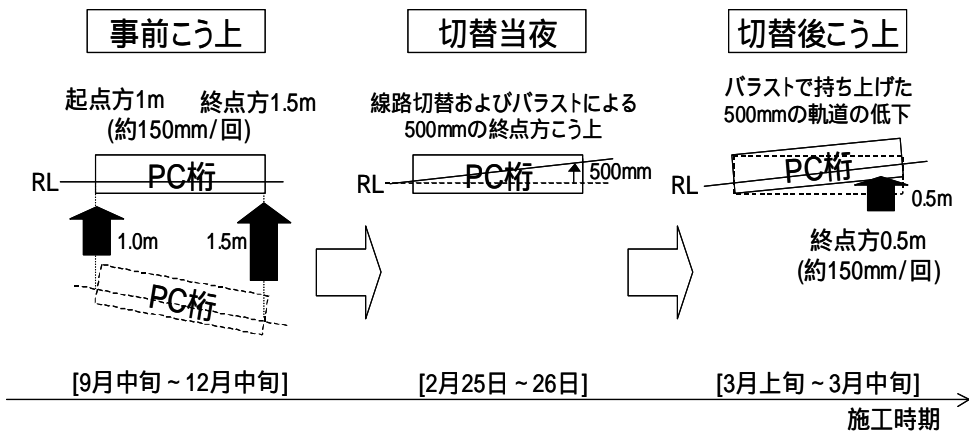 事前こう上
切替当夜
切替後こう上
起点方1m 終点方1.5m
(約150mm/回)
線路切替およびバラストによる
500mmの終点方こう上
バラストで持ち上げた
500mmの軌道の低下
RL
PC桁
1.0m
1.5m
PC桁
RL
PC桁
500mm
RL
PC桁
0.5m
終点方0.5m
(約150mm/回)
[9月中旬~12月中旬]
[2月25日~26日]
[3月上旬~3月中旬]
施工時期